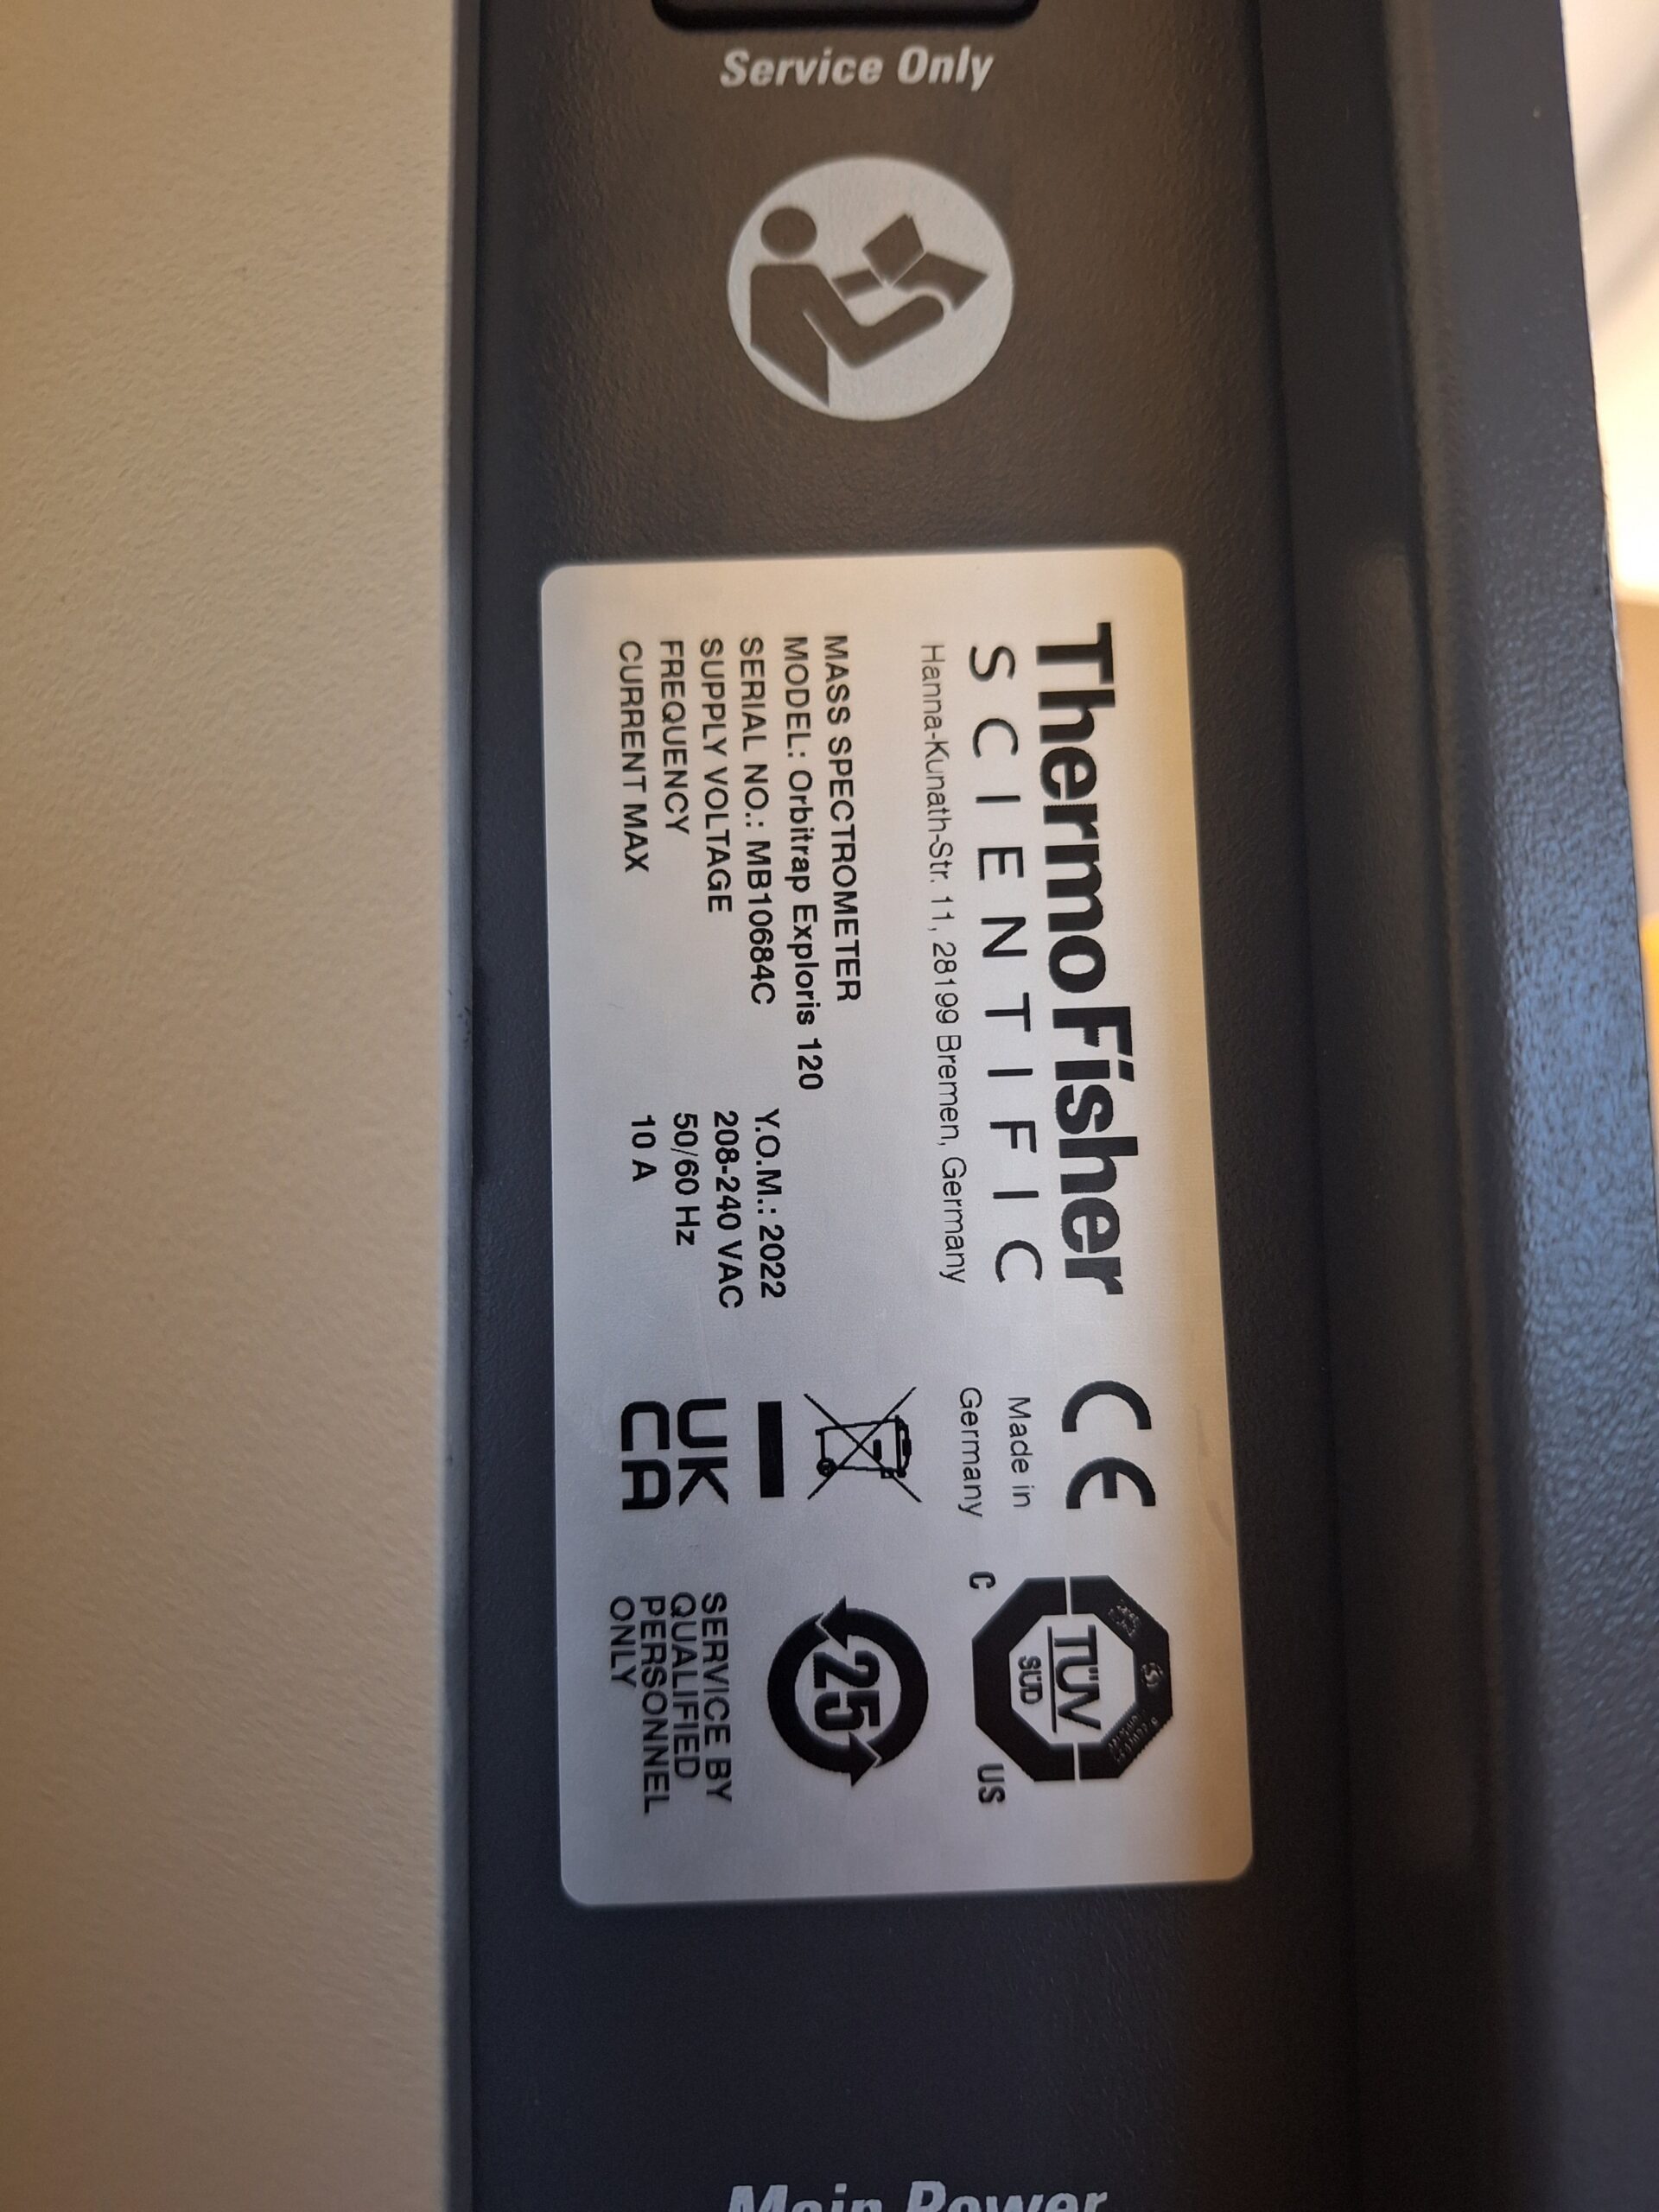 Service Only
ThermoFisher
SCIENTIFIC
Hanna-Kunath-Str. 11, 28199 Bremen, Germany
MASS SPECTROMETER
MODEL: Orbitrap Exploris 120
SERIAL NO.: MB10684C Y.O.M.: 2022
SUPPLY VOLTAGE 208-240 VAC
FREQUENCY 50/60 Hz
CURRENT MAX 10 A
CE
Made in
Germany
UK
CA
TÜV
SÜD
C US
25
SERVICE BY
QUALIFIED
PERSONNEL
ONLY
Main Power